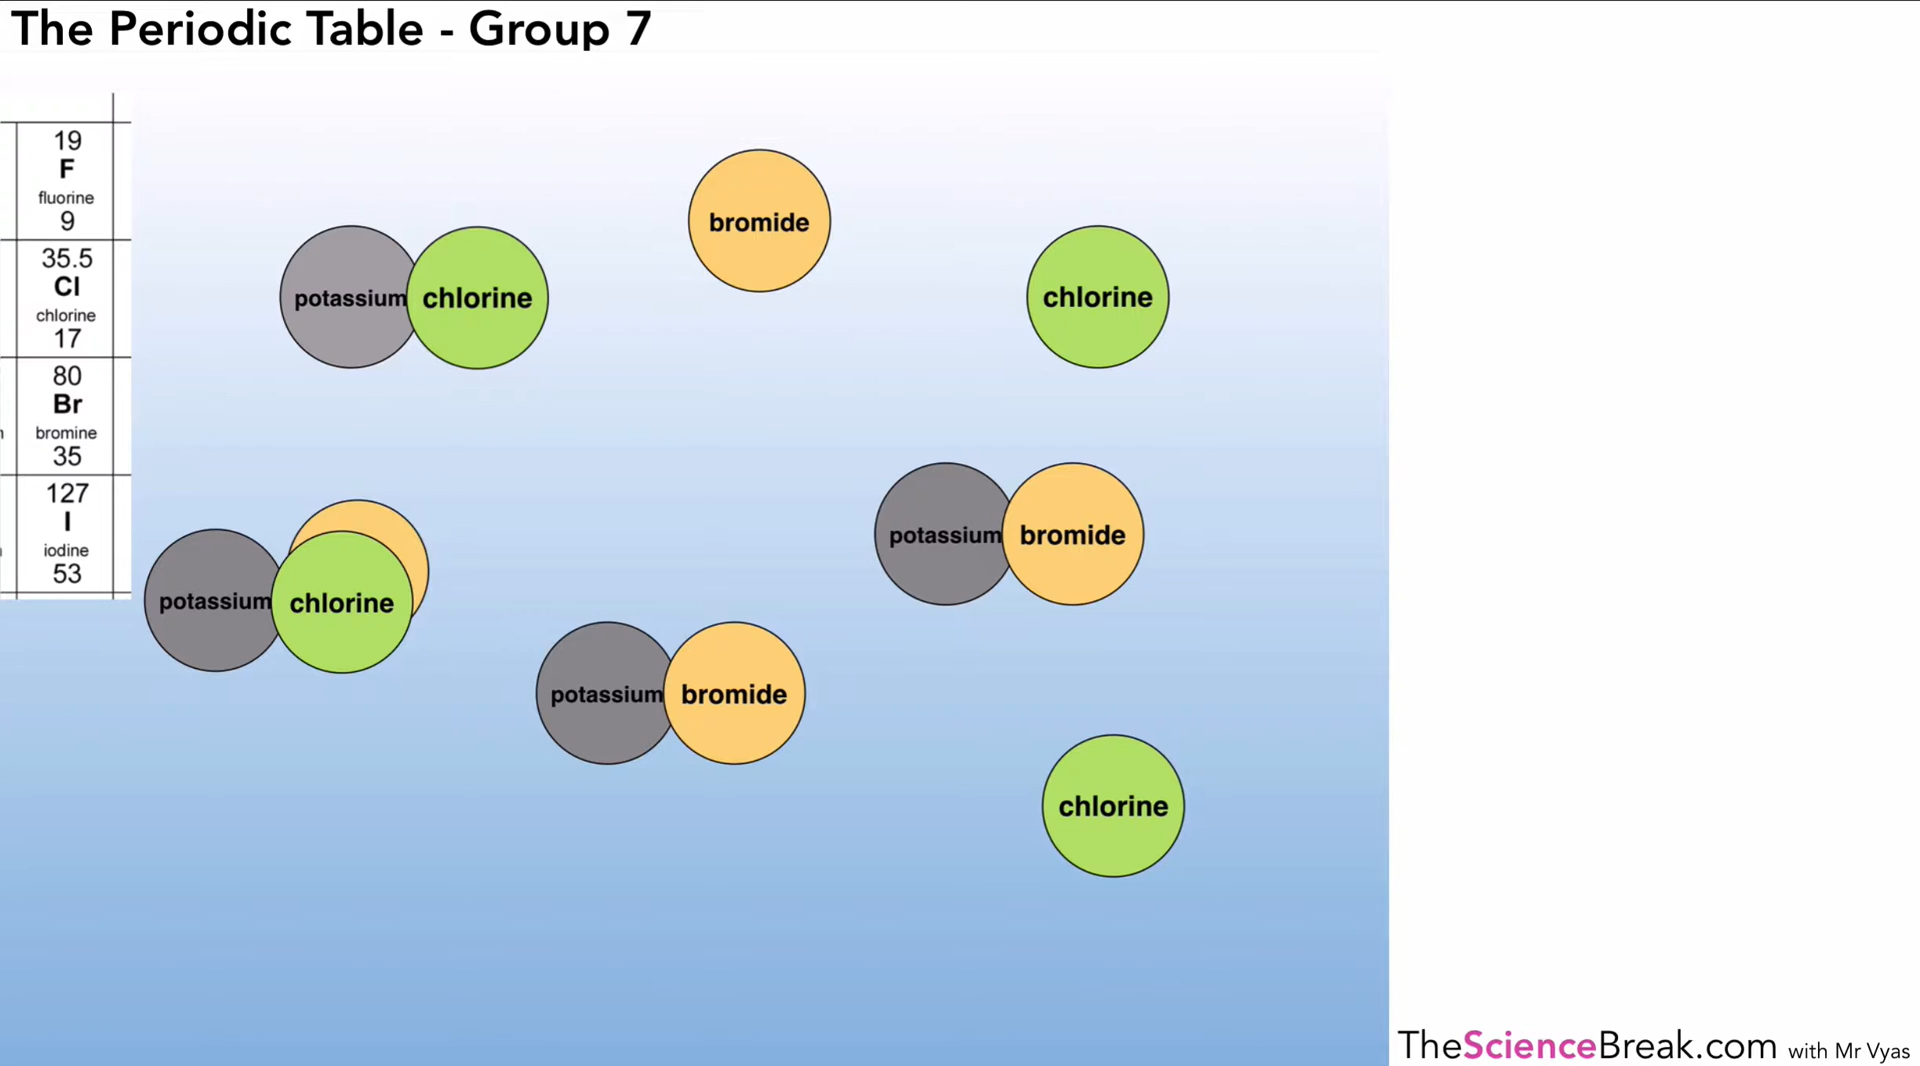 The Periodic Table - Group 7
19
F
fluorine
9
35.5
Cl
chlorine
17
80
Br
bromine
35
127
I
iodine
53
bromide
potassium chlorine
chlorine
potassium bromide
potassium chlorine
potassium bromide
chlorine
TheScienceBreak.com with Mr Vyas